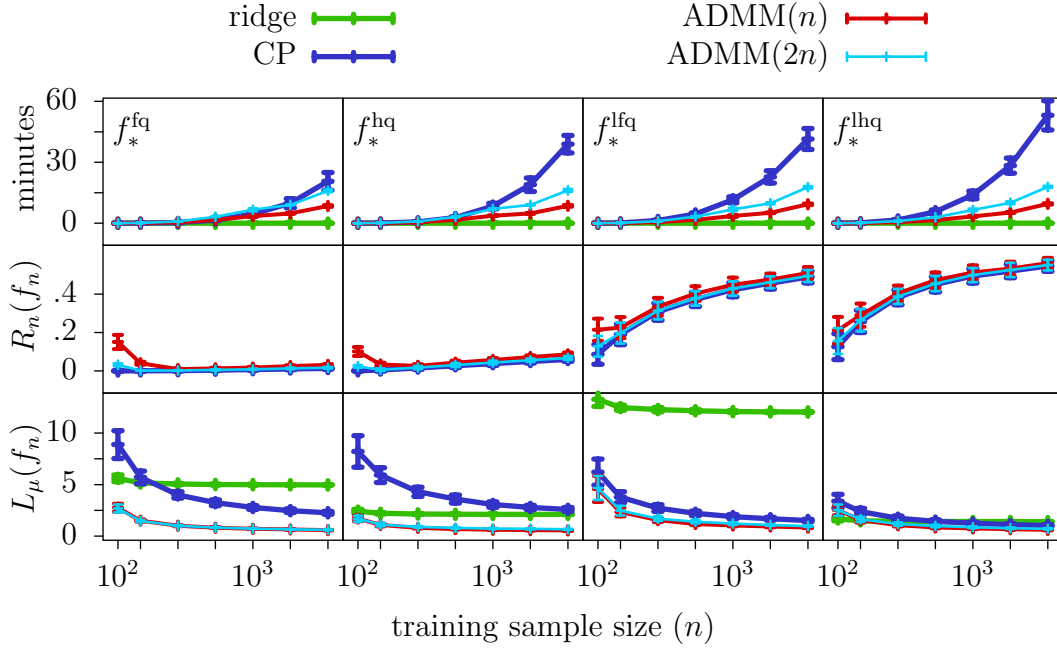 ridge ADMM(n)
CP ADMM(2n)
minutes
60
30
0
f_*^fq f_*^hq f_*^lfq f_*^lhq
R_n(f_n)
.4
.2
0
L_μ(f_n)
10
5
0
10^2 10^3 10^2 10^3 10^2 10^3 10^2 10^3
training sample size (n)